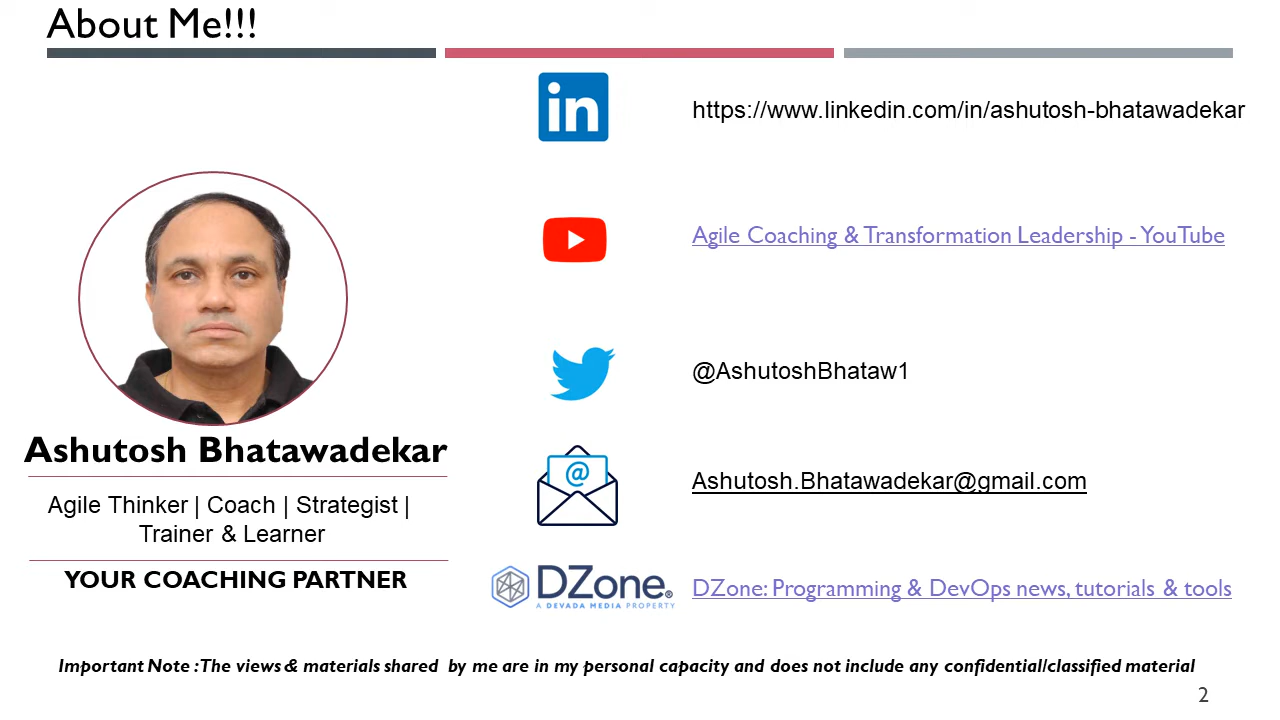 About Me!!!
in
https://www.linkedin.com/in/ashutosh-bhatawadekar
Agile Coaching & Transformation Leadership - YouTube
@AshutoshBhataw1
Ashutosh Bhatawadekar
Agile Thinker | Coach | Strategist |
Trainer & Learner
YOUR COACHING PARTNER
@
Ashutosh.Bhatawadekar@gmail.com
DZone.®
A DEVADA MEDIA PROPERTY
DZone: Programming & DevOps news, tutorials & tools
Important Note : The views & materials shared by me are in my personal capacity and does not include any confidential/classified material
2